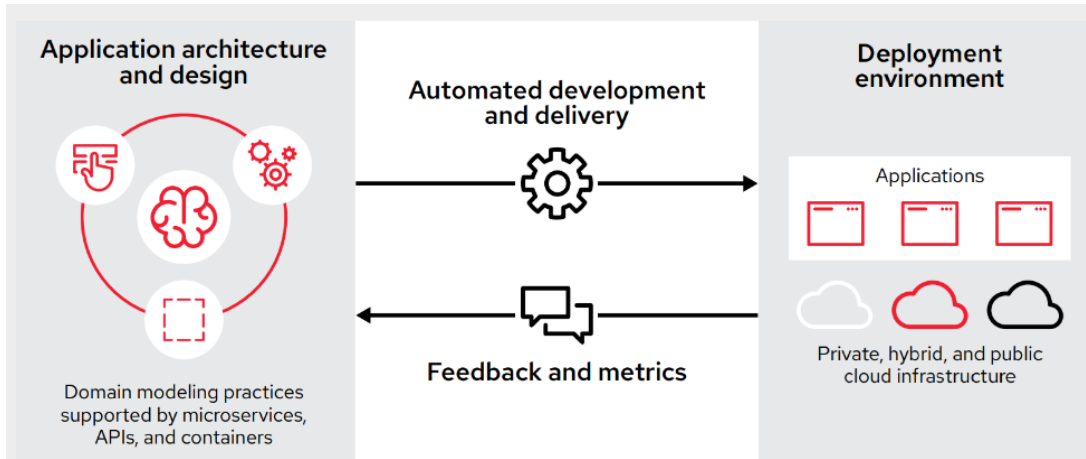 Application architecture
and design
Domain modeling practices
supported by microservices,
APIs, and containers
Automated development
and delivery
Feedback and metrics
Deployment
environment
Applications
Private, hybrid, and public
cloud infrastructure